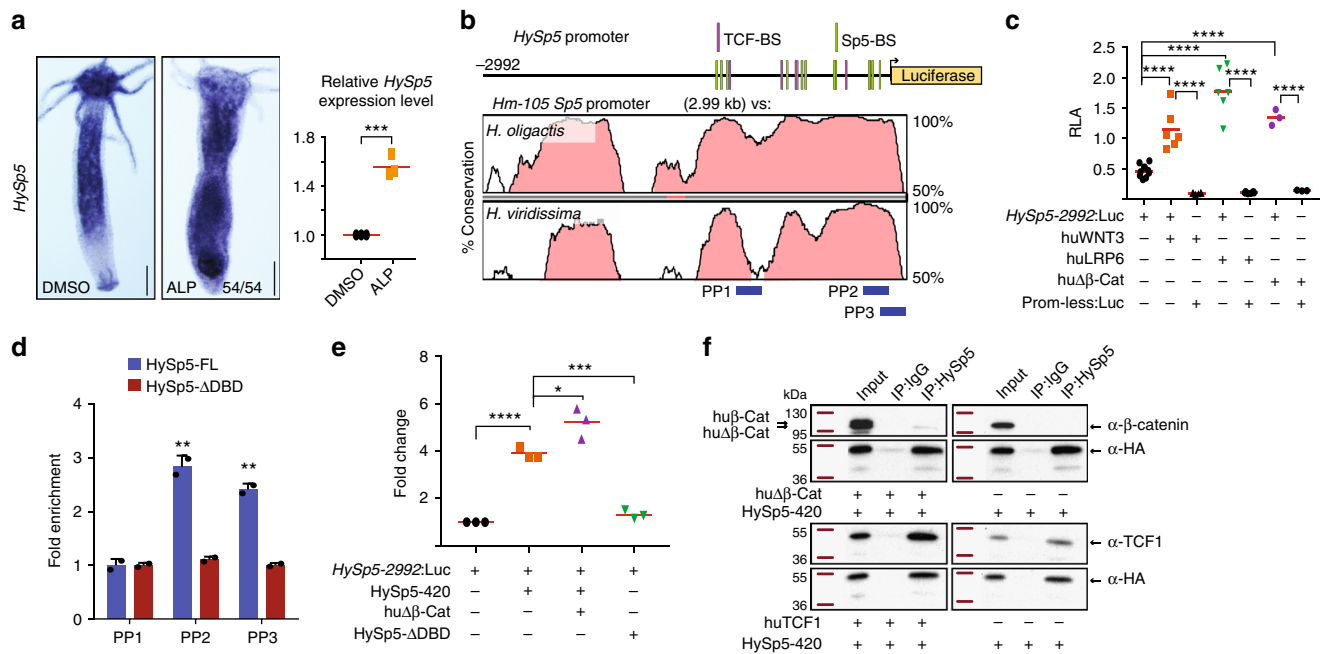 a
HySp5
DMSO
ALP
54/54
Relative HySp5
expression level
***
1.8
1.4
1.0
DMSO
ALP
b
HySp5 promoter
TCF-BS
Sp5-BS
–2992
Luciferase
Hm-105 Sp5 promoter (2.99 kb) vs:
H. oligactis
100%
50%
H. viridissima
100%
50%
% Conservation
PP1
PP2
PP3
c
****
****
****
****
****
****
2.5
2.0
1.5
1.0
0.5
RLA
HySp5-2992:Luc + + – + – + –
huWNT3 – + + – – – –
huLRP6 – – – + + – –
huΔβ-Cat – – – – – + +
Prom-less:Luc – – + – + – +
d
HySp5-FL
HySp5-ΔDBD
4
3
2
1
0
Fold enrichment
**
**
PP1
PP2
PP3
e
8
6
4
2
Fold change
****
***
*
HySp5-2992:Luc + + + +
HySp5-420 – + + –
huΔβ-Cat – – + –
HySp5-ΔDBD – – – +
f
Input
IP:IgG
IP:HySp5
Input
IP:IgG
IP:HySp5
kDa
huβ-Cat
huΔβ-Cat
130
95
α-β-catenin
55
36
α-HA
huΔβ-Cat + + + – – –
HySp5-420 + + + + + +
55
36
α-TCF1
55
36
α-HA
huTCF1 + + + – – –
HySp5-420 + + + + + +